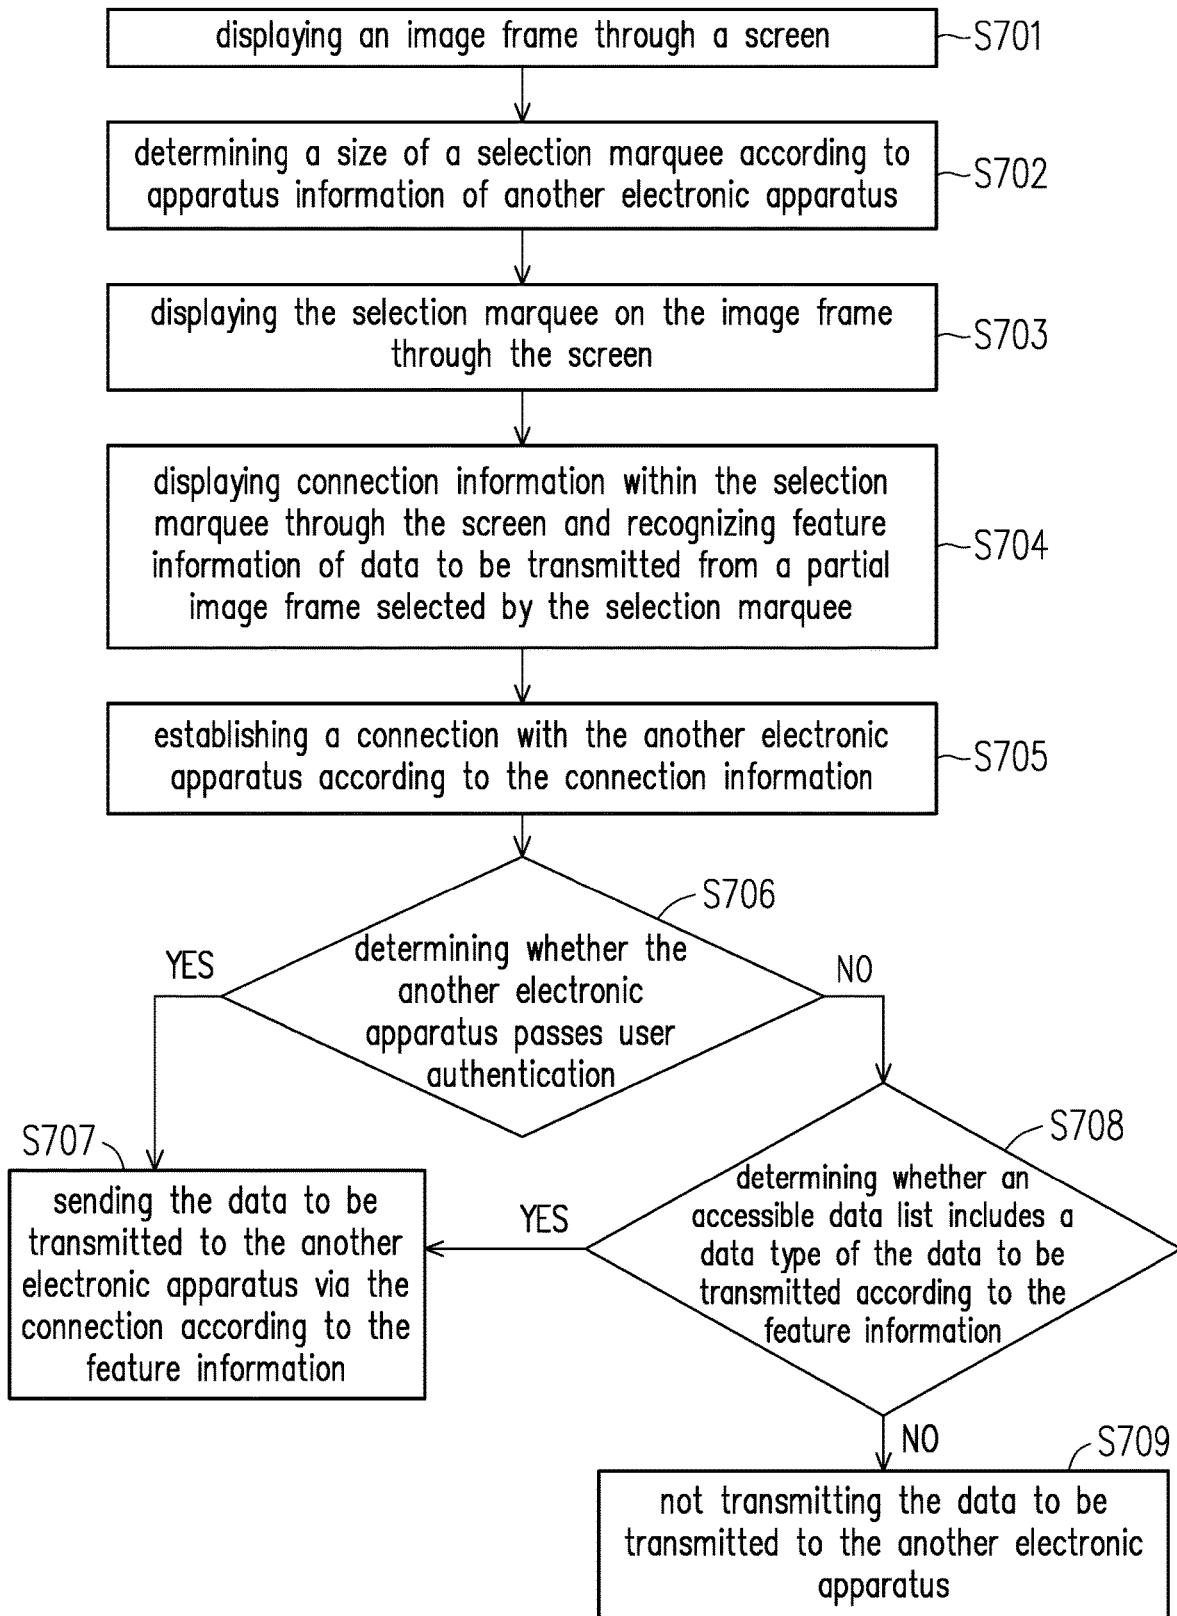 displaying an image frame through a screen
S701
determining a size of a selection marquee according to
apparatus information of another electronic apparatus
S702
displaying the selection marquee on the image frame
through the screen
S703
displaying connection information within the selection
marquee through the screen and recognizing feature
information of data to be transmitted from a partial
image frame selected by the selection marquee
S704
establishing a connection with the another electronic
apparatus according to the connection information
S705
S706
determining whether the
another electronic
apparatus passes user
authentication
YES
NO
S707
sending the data to be
transmitted to the another
electronic apparatus via the
connection according to the
feature information
YES
S708
determining whether an
accessible data list includes a
data type of the data to be
transmitted according to the
feature information
NO
S709
not transmitting the data to be
transmitted to the another electronic
apparatus